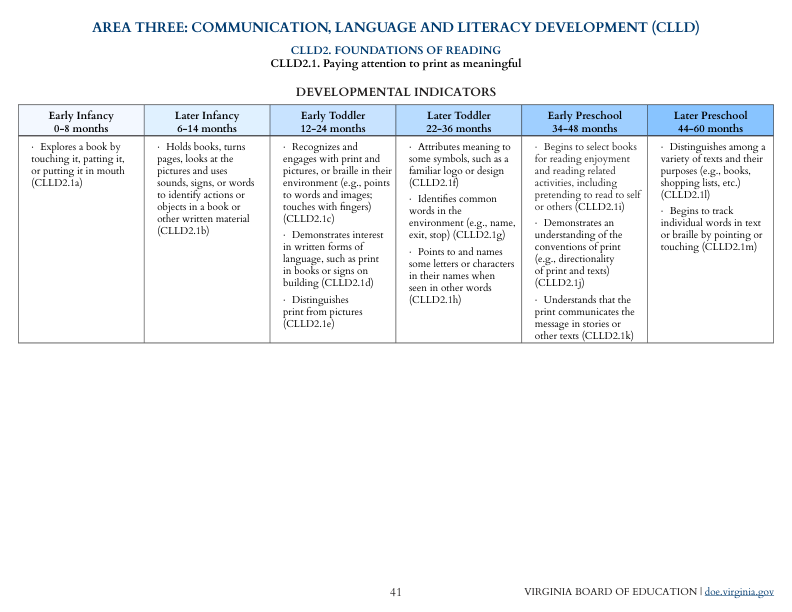 AREA THREE: COMMUNICATION, LANGUAGE AND LITERACY DEVELOPMENT (CLLD)
CLLD2. FOUNDATIONS OF READING
CLLD2.1. Paying attention to print as meaningful
DEVELOPMENTAL INDICATORS
Early Infancy
0–8 months
Later Infancy
6–14 months
Early Toddler
12–24 months
Later Toddler
22–36 months
Early Preschool
34–48 months
Later Preschool
44–60 months
· Explores a book by
touching it, patting it,
or putting it in mouth
(CLLD2.1a)
· Holds books, turns
pages, looks at the
pictures and uses
sounds, signs, or words
to identify actions or
objects in a book or
other written material
(CLLD2.1b)
· Recognizes and
engages with print and
pictures, or braille in their
environment (e.g., points
to words and images;
touches with fingers)
(CLLD2.1c)
· Demonstrates interest
in written forms of
language, such as print
in books or signs on
building (CLLD2.1d)
· Distinguishes
print from pictures
(CLLD2.1e)
· Attributes meaning to
some symbols, such as a
familiar logo or design
(CLLD2.1f)
· Identifies common
words in the
environment (e.g., name,
exit, stop) (CLLD2.1g)
· Points to and names
some letters or characters
in their names when
seen in other words
(CLLD2.1h)
· Begins to select books
for reading enjoyment
and reading related
activities, including
pretending to read to self
or others (CLLD2.1i)
· Demonstrates an
understanding of the
conventions of print
(e.g., directionality
of print and texts)
(CLLD2.1j)
· Understands that the
print communicates the
message in stories or
other texts (CLLD2.1k)
· Distinguishes among a
variety of texts and their
purposes (e.g., books,
shopping lists, etc.)
(CLLD2.1l)
· Begins to track
individual words in text
or braille by pointing or
touching (CLLD2.1m)
41
VIRGINIA BOARD OF EDUCATION | doe.virginia.gov